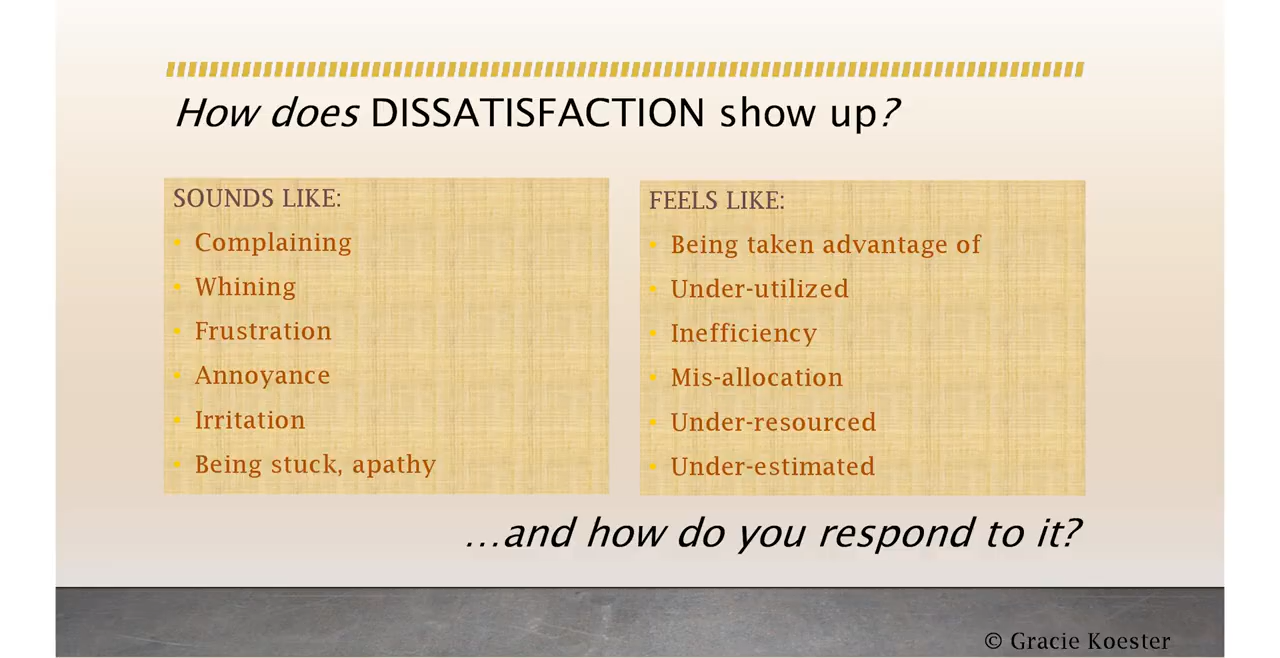 How does DISSATISFACTION show up?
SOUNDS LIKE:
▪ Complaining
▪ Whining
▪ Frustration
▪ Annoyance
▪ Irritation
▪ Being stuck, apathy
FEELS LIKE:
▪ Being taken advantage of
▪ Under-utilized
▪ Inefficiency
▪ Mis-allocation
▪ Under-resourced
▪ Under-estimated
…and how do you respond to it?
© Gracie Koester